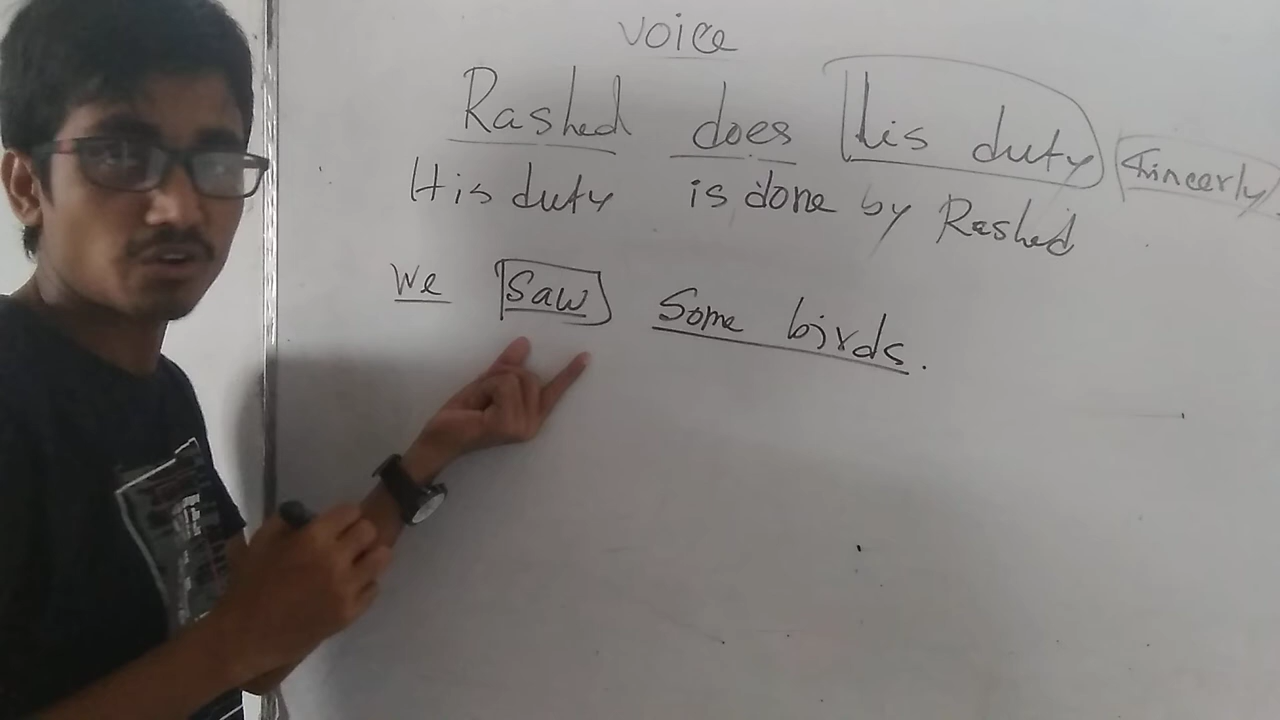 voice
Rashed does his duty Sincerly
His duty is done by Rashed
we saw Some birds.